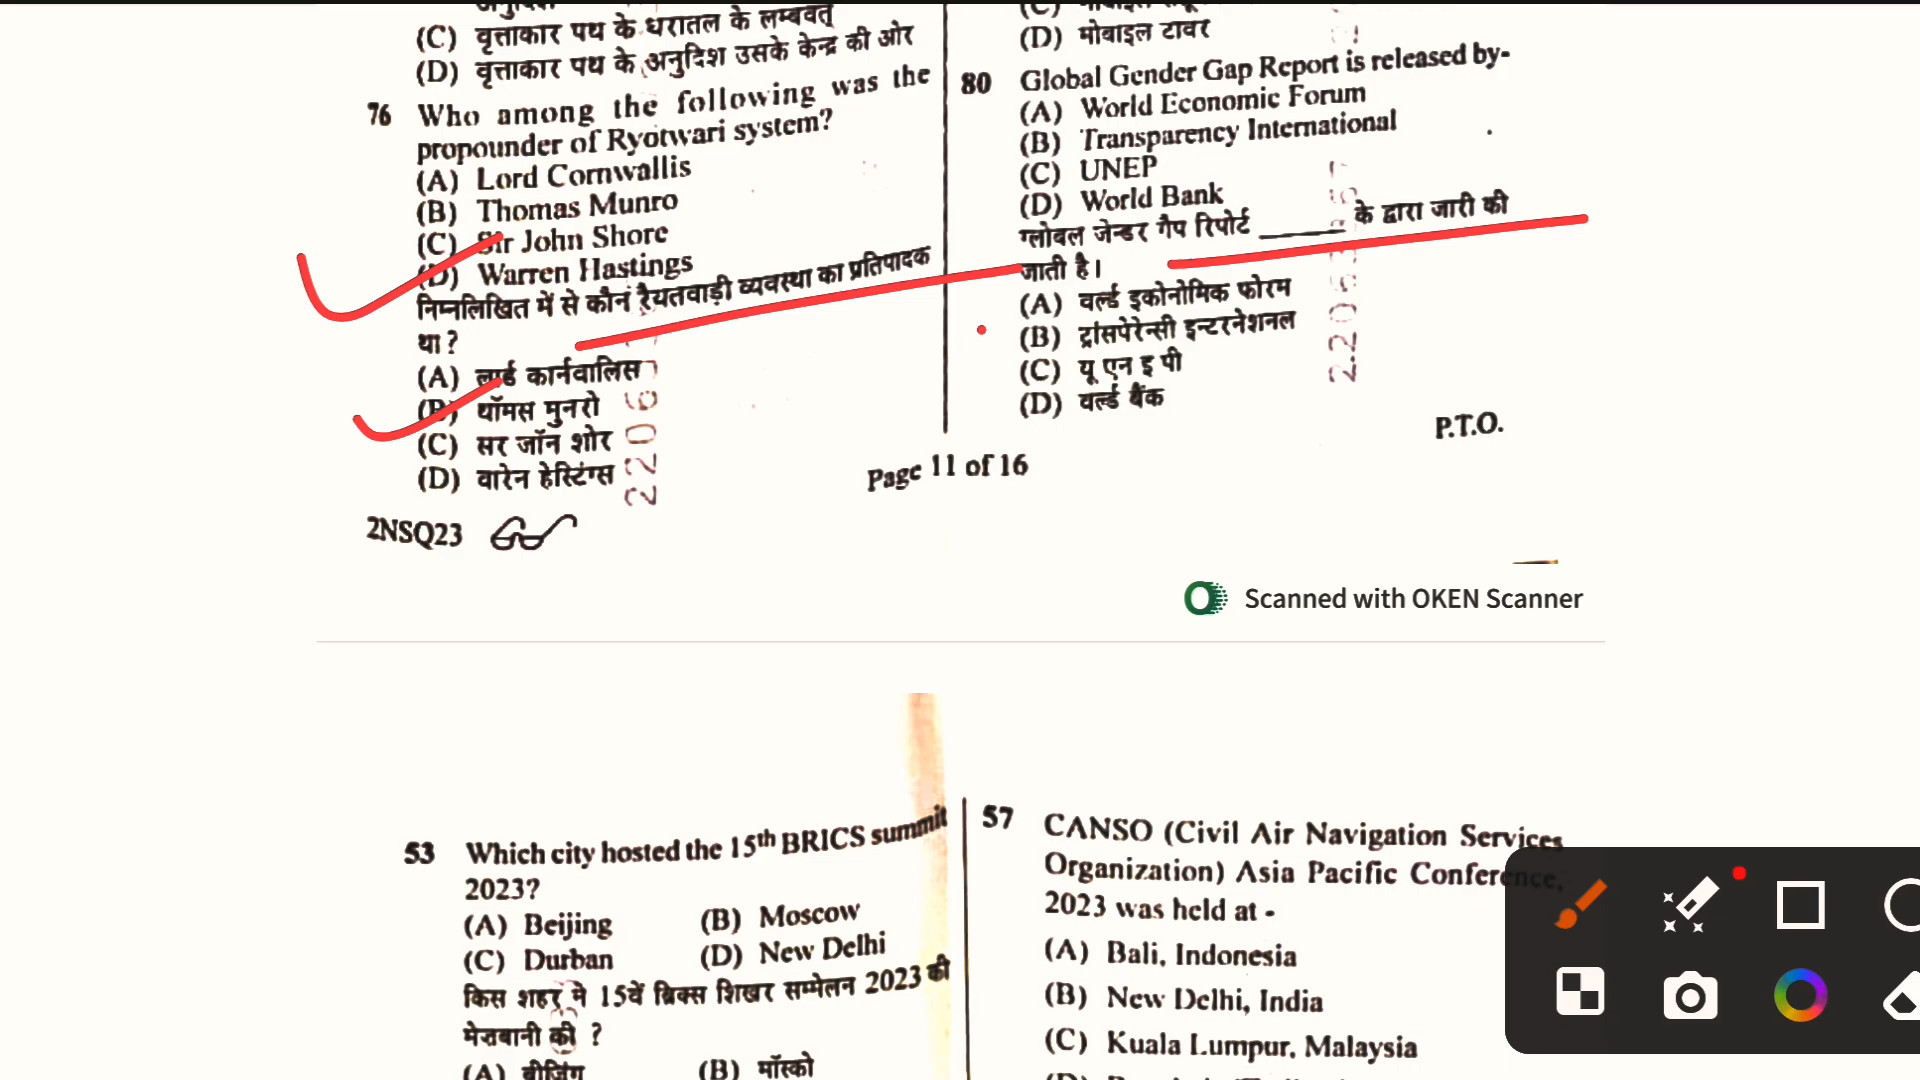 (C) वृत्ताकार पथ के धरातल के लम्बवत्
(D) वृत्ताकार पथ के अनुदिश उसके केन्द्र की ओर
76 Who among the following was the
propounder of Ryotwari system?
(A) Lord Cornwallis
(B) Thomas Munro
(C) Sir John Shore
(D) Warren Hastings
निम्नलिखित में से कौन रैयतवाड़ी व्यवस्था का प्रतिपादक
था ?
(A) लार्ड कार्नवालिस
(B) थॉमस मुनरो
(C) सर जॉन शोर
(D) वारेन हेस्टिंग्स
2NSQ23
(D) मोबाइल टावर
80 Global Gender Gap Report is released by-
(A) World Economic Forum
(B) Transparency International
(C) UNEP
(D) World Bank
ग्लोबल जेन्डर गैप रिपोर्ट ______ के द्वारा जारी की
जाती है।
(A) वर्ल्ड इकोनोमिक फोरम
(B) ट्रांसपेरेन्सी इन्टरनेशनल
(C) यू एन इ पी
(D) वर्ल्ड बैंक
P.T.O.
Page 11 of 16
Scanned with OKEN Scanner
53 Which city hosted the 15th BRICS summit
2023?
(A) Beijing (B) Moscow
(C) Durban (D) New Delhi
किस शहर मे 15वें ब्रिक्स शिखर सम्मेलन 2023 की
मेजबानी की ?
(A) बीजिंग (B) मॉस्को
57 CANSO (Civil Air Navigation Services
Organization) Asia Pacific Conference,
2023 was held at -
(A) Bali, Indonesia
(B) New Delhi, India
(C) Kuala Lumpur, Malaysia